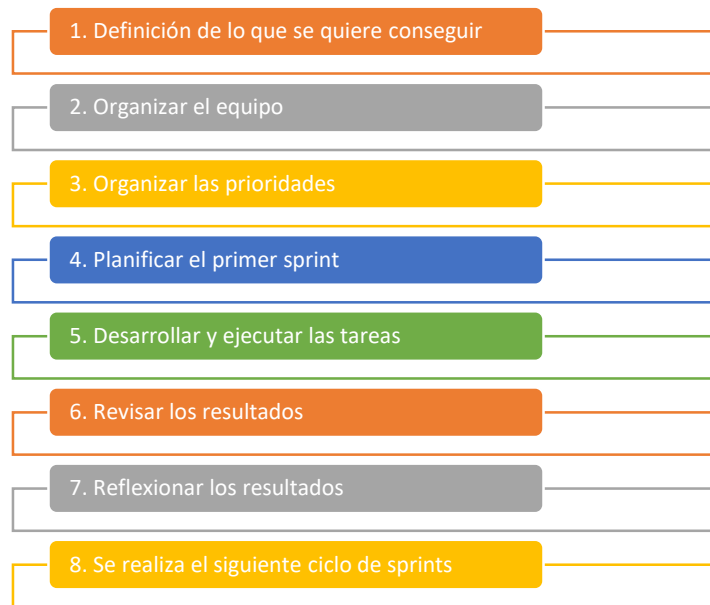 1. Definición de lo que se quiere conseguir
2. Organizar el equipo
3. Organizar las prioridades
4. Planificar el primer sprint
5. Desarrollar y ejecutar las tareas
6. Revisar los resultados
7. Reflexionar los resultados
8. Se realiza el siguiente ciclo de sprints